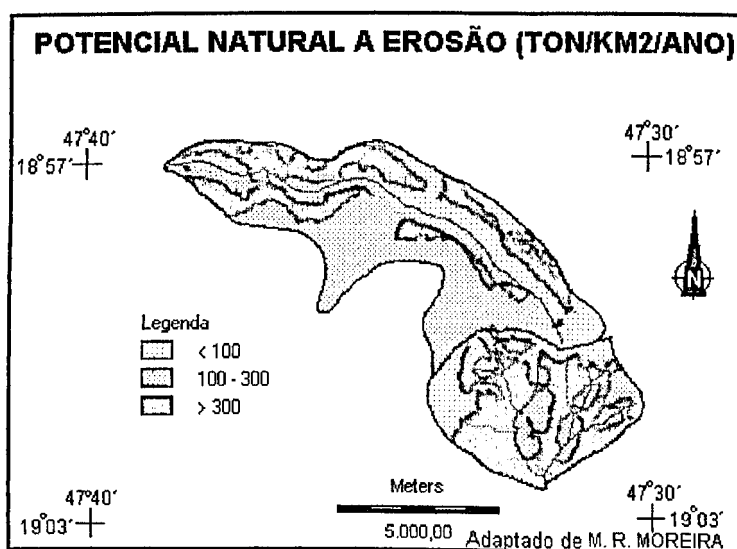 POTENCIAL NATURAL A EROSÃO (TON/KM2/ANO)
47°40´
47°30´
18°57´
18°57´
N
Legenda
< 100
100 - 300
> 300
47°40´
Meters
47°30´
19°03´
5.000,00
19°03´
Adaptado de M. R. MOREIRA